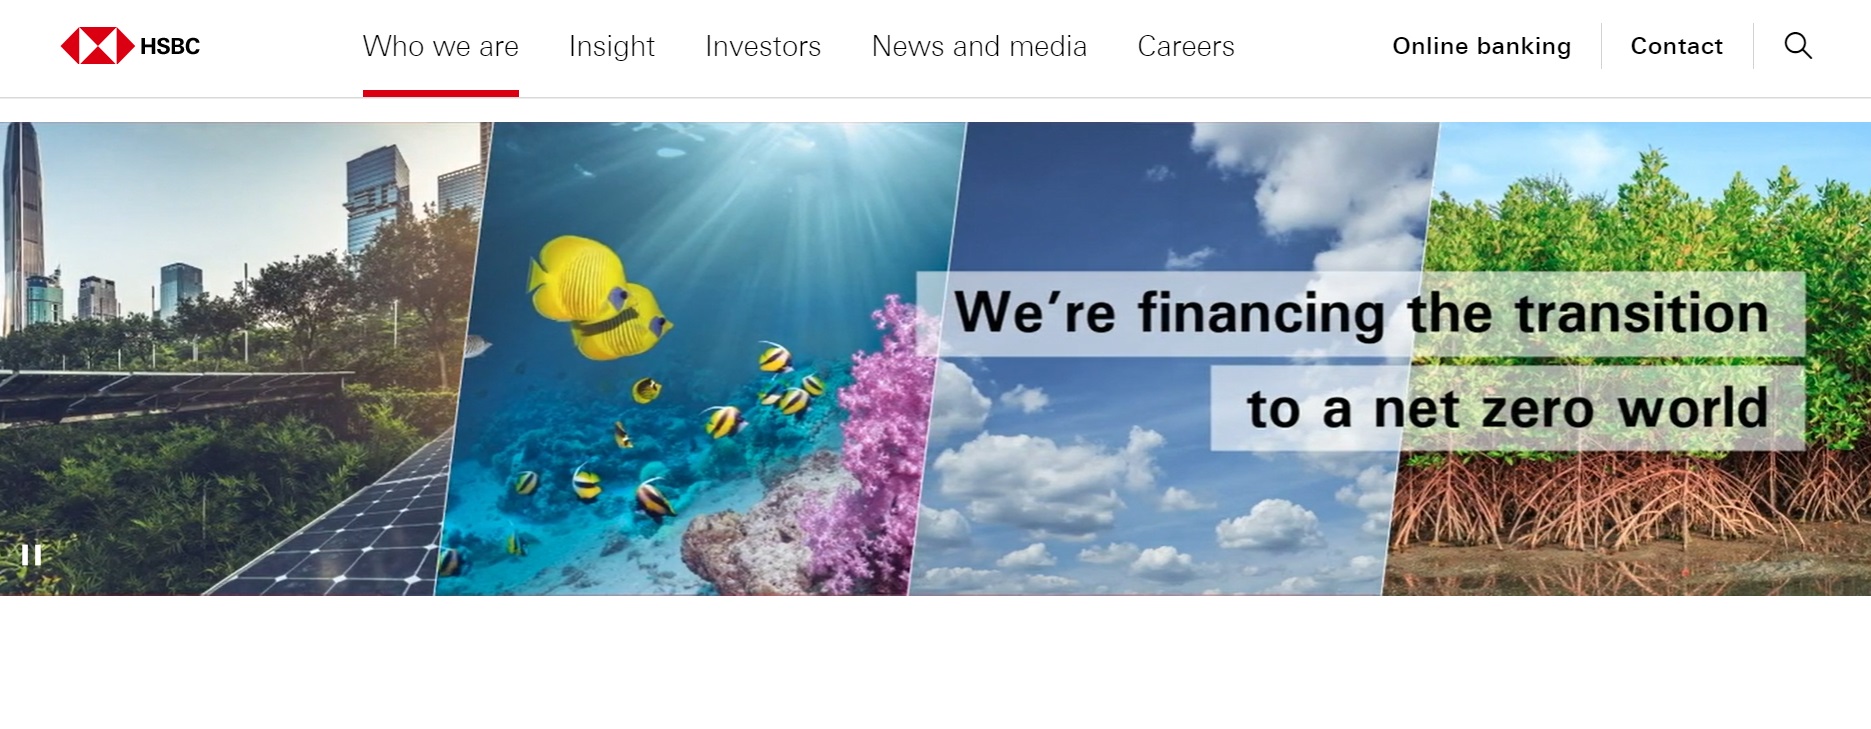 HSBC
Who we are
Insight
Investors
News and media
Careers
Online banking
Contact
We’re financing the transition
to a net zero world